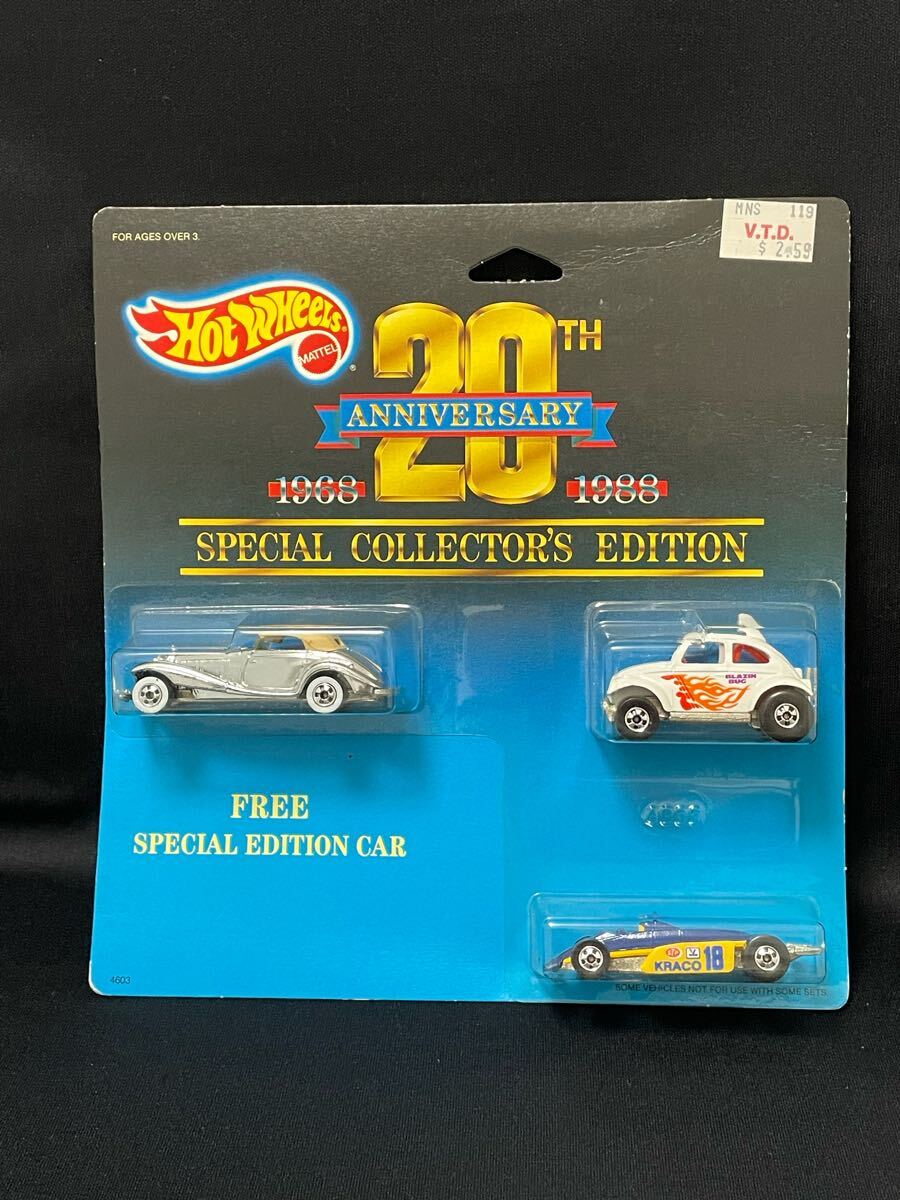 FOR AGES OVER 3.
MNS 119
V.T.D.
$ 2.59
HOT WHEELS
MATTEL
®
20TH
ANNIVERSARY
1968 1988
SPECIAL COLLECTOR'S EDITION
BLAZIN
BUG
FREE
SPECIAL EDITION CAR
STP
KRACO 18
4603
SOME VEHICLES NOT FOR USE WITH SOME SETS.